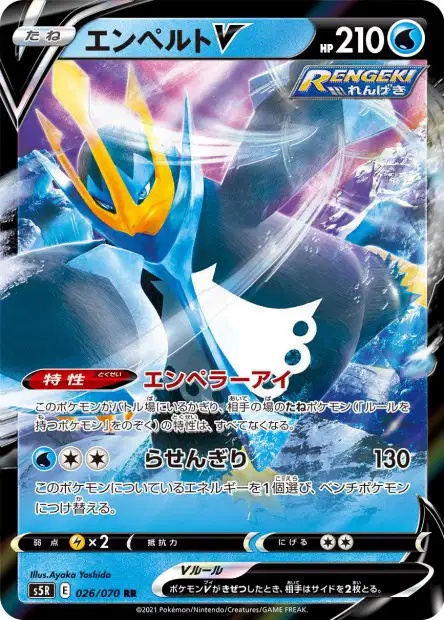 たね エンペルトV HP 210
RENGEKI
れんげき
特性 とくせい エンペラーアイ
このポケモンがバトル場にいるかぎり、相手の場のたねポケモン(「ルールを
持つポケモン」をのぞく)の特性は、すべてなくなる。
らせんぎり 130
このポケモンについているエネルギーを1個選び、ベンチポケモン
につけ替える。
弱点 ×2 抵抗力 にげる
Illus.Ayaka Yoshida
s5R E 026/070 RR
Vルール
ポケモンVがきぜつしたとき、相手はサイドを2枚とる。
©2021 Pokémon/Nintendo/Creatures/GAME FREAK.